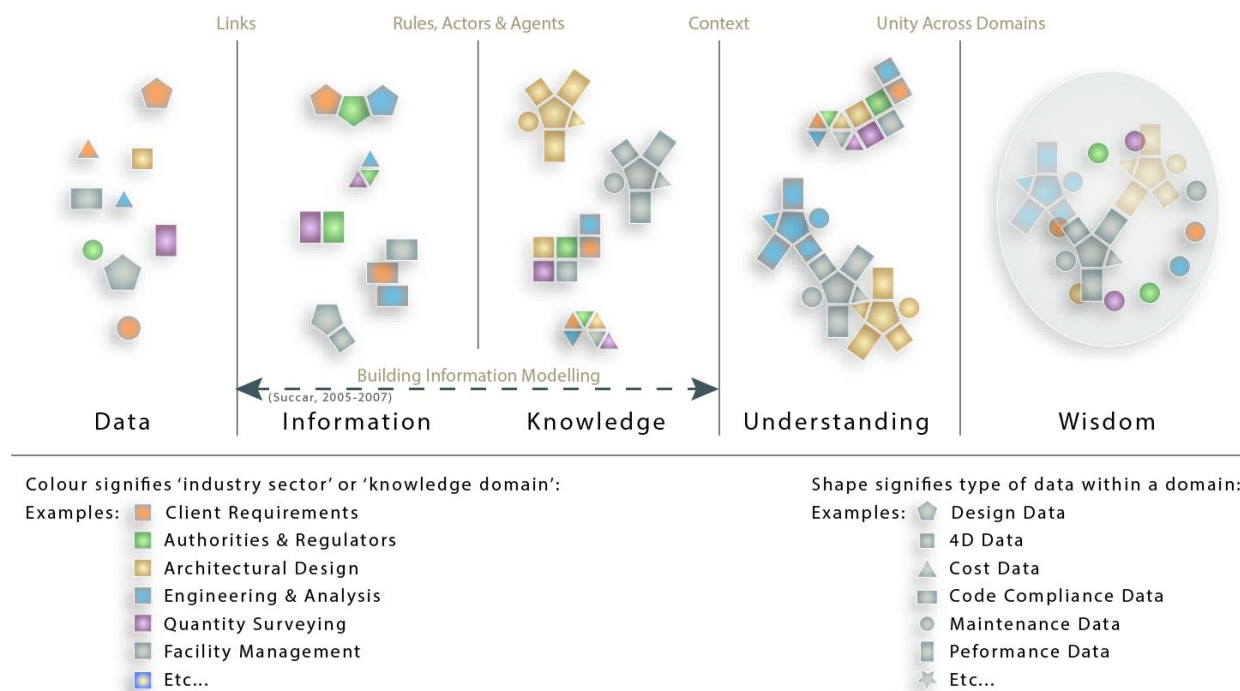 Links
Rules, Actors & Agents
Context
Unity Across Domains
Building Information Modelling
(Succar, 2005-2007)
Data
Information
Knowledge
Understanding
Wisdom
Colour signifies ‘industry sector’ or ‘knowledge domain’:
Examples:
Client Requirements
Authorities & Regulators
Architectural Design
Engineering & Analysis
Quantity Surveying
Facility Management
Etc...
Shape signifies type of data within a domain:
Examples:
Design Data
4D Data
Cost Data
Code Compliance Data
Maintenance Data
Peformance Data
Etc...